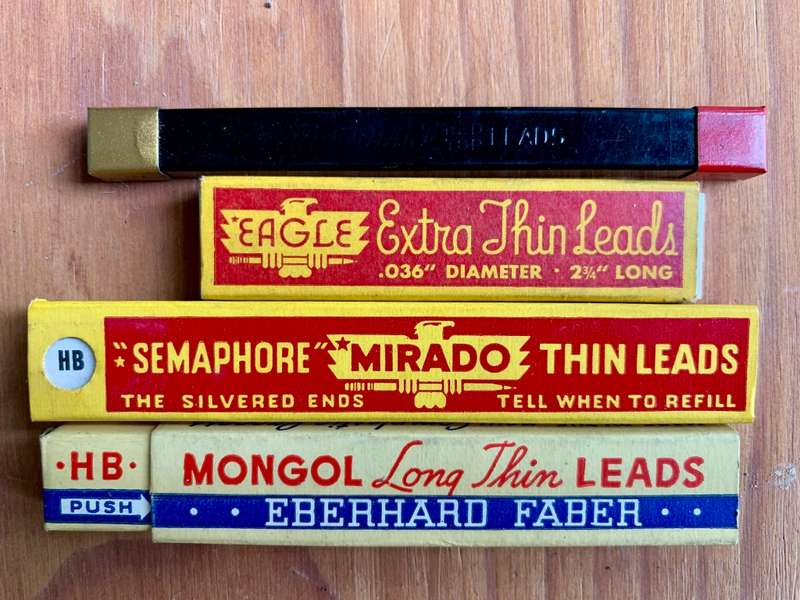 LEADS
EAGLE Extra Thin Leads
.036" DIAMETER · 2¾" LONG
HB "SEMAPHORE" MIRADO THIN LEADS
THE SILVERED ENDS TELL WHEN TO REFILL
·HB· MONGOL Long Thin LEADS
PUSH · · EBERHARD FABER · ·